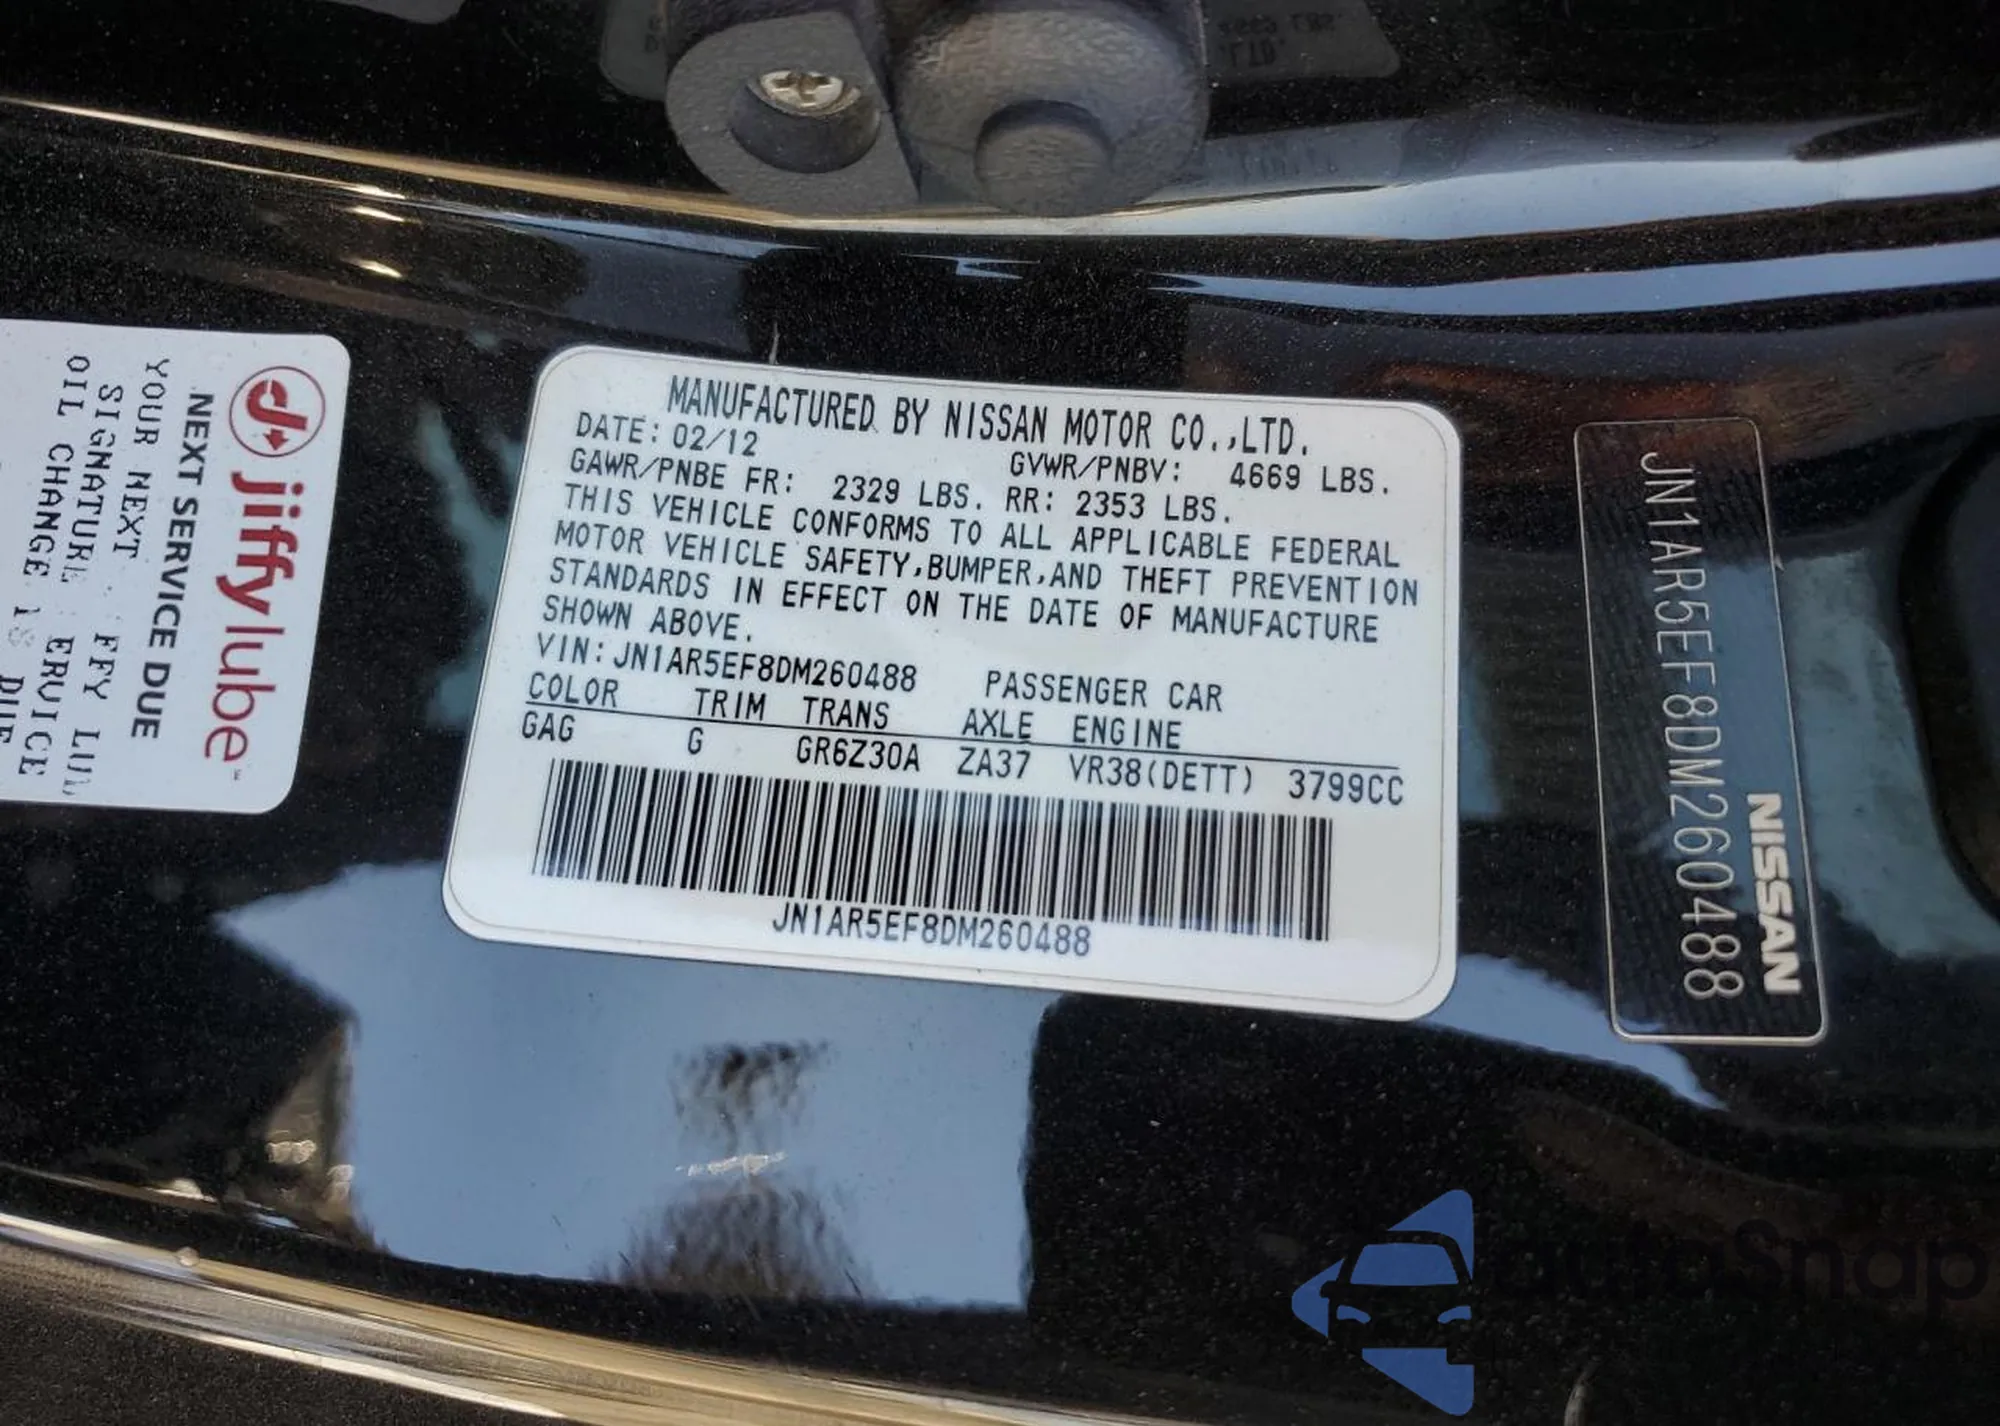 MANUFACTURED BY NISSAN MOTOR CO.,LTD.
DATE: 02/12 GVWR/PNBV: 4669 LBS.
GAWR/PNBE FR: 2329 LBS. RR: 2353 LBS.
THIS VEHICLE CONFORMS TO ALL APPLICABLE FEDERAL
MOTOR VEHICLE SAFETY,BUMPER,AND THEFT PREVENTION
STANDARDS IN EFFECT ON THE DATE OF MANUFACTURE
SHOWN ABOVE.
VIN: JN1AR5EF8DM260488 PASSENGER CAR
COLOR TRIM TRANS AXLE ENGINE
GAG G GR6Z30A ZA37 VR38(DETT) 3799CC
JN1AR5EF8DM260488
JN1AR5EF8DM260488
NISSAN
jiffylube
NEXT SERVICE DUE
YOUR NEXT
SIGNATURE
OIL CHANGE
AutoSnap